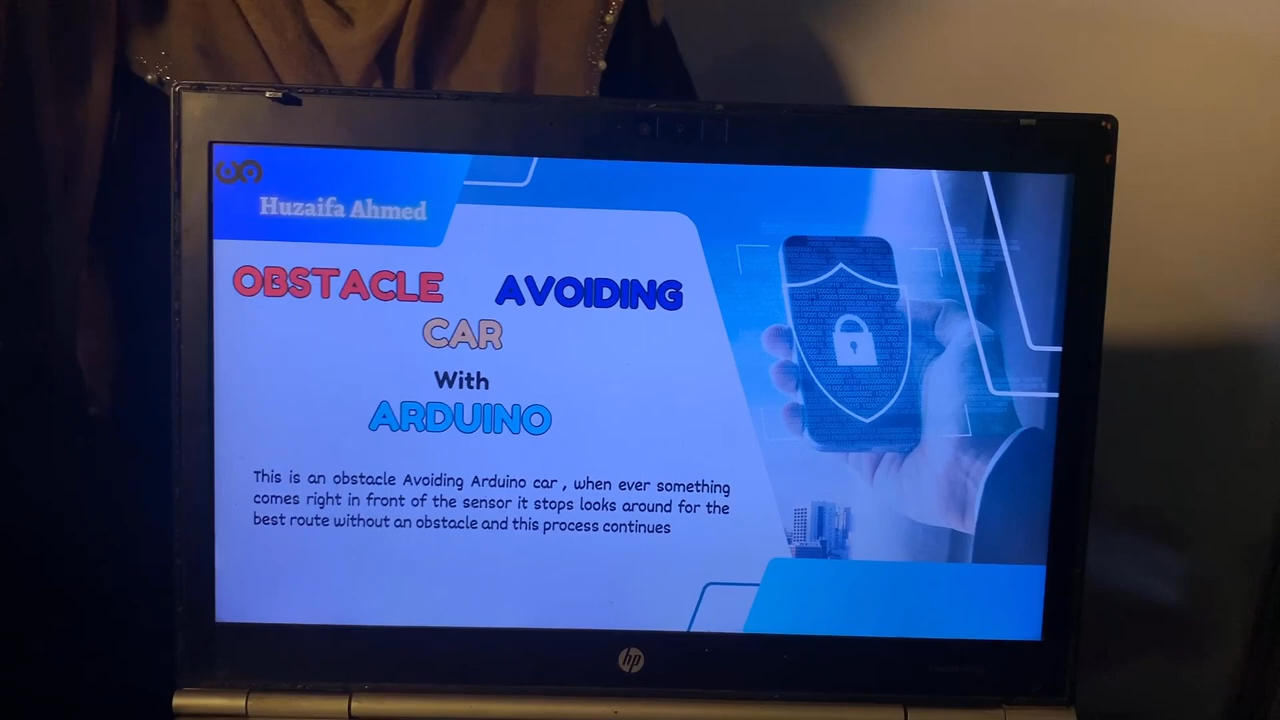 Huzaifa Ahmed
OBSTACLE AVOIDING
CAR
With
ARDUINO
This is an obstacle Avoiding Arduino car , when ever something
comes right in front of the sensor it stops looks around for the
best route without an obstacle and this process continues
hp